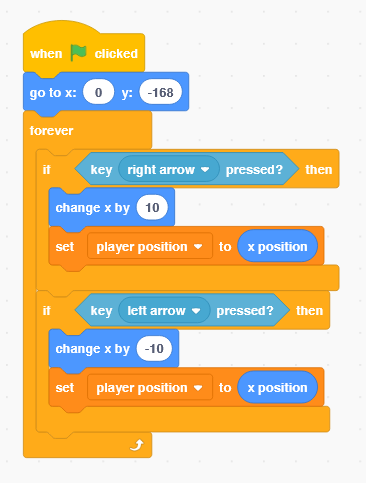 when clicked
go to x: 0 y: -168
forever
if key right arrow pressed? then
change x by 10
set player position to x position
if key left arrow pressed? then
change x by -10
set player position to x position